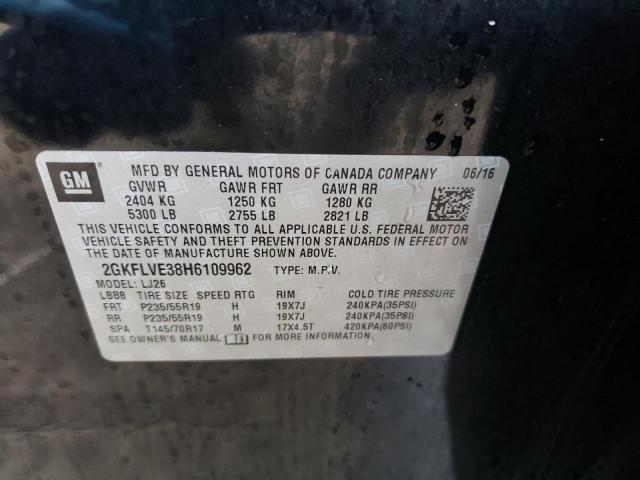 GM ® MFD BY GENERAL MOTORS OF CANADA COMPANY 06/16
GVWR GAWR FRT GAWR RR
2404 KG 1250 KG 1280 KG
5300 LB 2755 LB 2821 LB
THIS VEHICLE CONFORMS TO ALL APPLICABLE U.S. FEDERAL MOTOR
VEHICLE SAFETY AND THEFT PREVENTION STANDARDS IN EFFECT ON
THE DATE OF MANUFACTURE SHOWN ABOVE.
2GKFLVE38H6109962 TYPE: M.P.V.
MODEL: LJ26
LBB8 TIRE SIZE SPEED RTG RIM COLD TIRE PRESSURE
FRT P235/55R19 H 19X7J 240KPA(35PSI)
RR P235/55R19 H 19X7J 240KPA(35PSI)
SPA T145/70R17 M 17X4.5T 420KPA(60PSI)
SEE OWNER'S MANUAL FOR MORE INFORMATION.